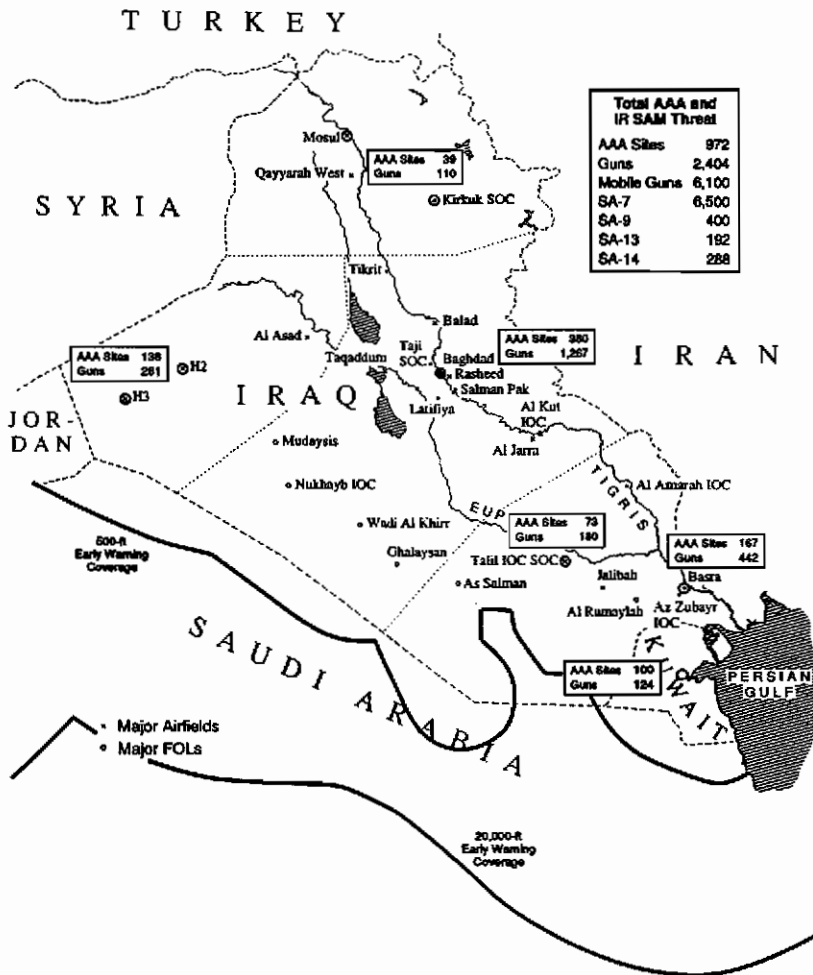 TURKEY
Total AAA and
IR SAM Threat
AAA Sites 972
Guns 2,404
Mobile Guns 6,100
SA-7 6,500
SA-9 400
SA-13 192
SA-14 288
Mosul
AAA Sites 39
Guns 110
Qayyarah West
Kirkuk SOC
SYRIA
Tikrit
Balad
Al Asad
Taji
SOC
AAA Sites 380
Guns 1,267
IRAN
AAA Sites 138
Guns 281
H2
Taqaddum
Baghdad
Rasheed
Salman Pak
H3
IRAQ
Latifiya
Al Kut
IOC
JOR-
DAN
Mudaysis
Al Jarra
Nukhayb IOC
TIGRIS
Al Amarah IOC
EUP
Wadi Al Khirr
AAA Sites 73
Guns 180
500-ft
Early Warning
Coverage
AAA Sites 167
Guns 442
Ghalaysan
Talil IOC SOC
As Salman
Jalibah
Basra
Al Rumaylah
Az Zubayr
IOC
SAUDI ARABIA
KUWAIT
AAA Sites 100
Guns 124
PERSIAN
GULF
Major Airfields
Major FOLs
20,000-ft
Early Warning
Coverage